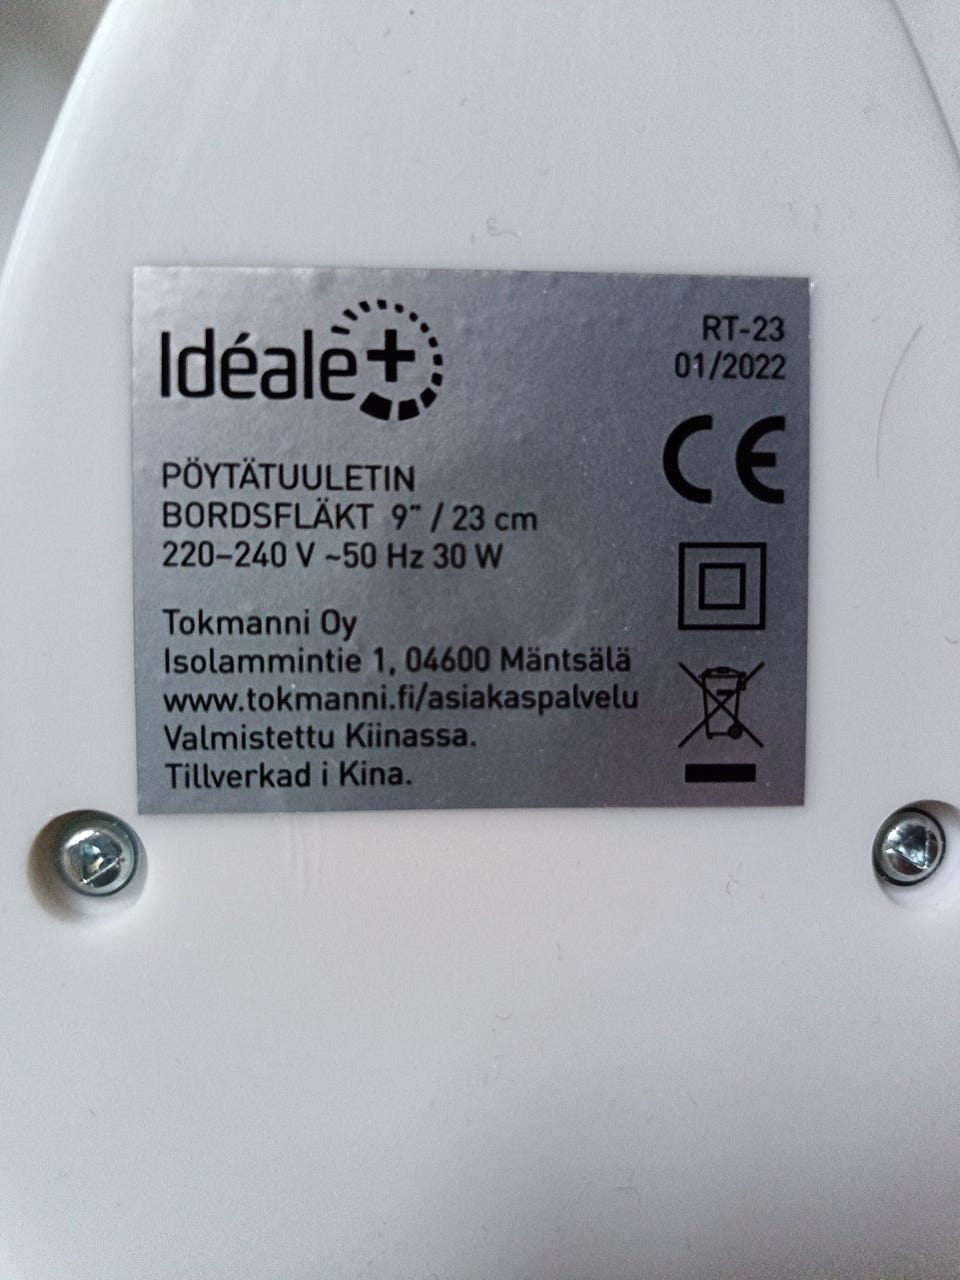 Idéale+
RT-23
01/2022
CE
PÖYTÄTUULETIN
BORDSFLÄKT 9” / 23 cm
220–240 V ~50 Hz 30 W
Tokmanni Oy
Isolammintie 1, 04600 Mäntsälä
www.tokmanni.fi/asiakaspalvelu
Valmistettu Kiinassa.
Tillverkad i Kina.